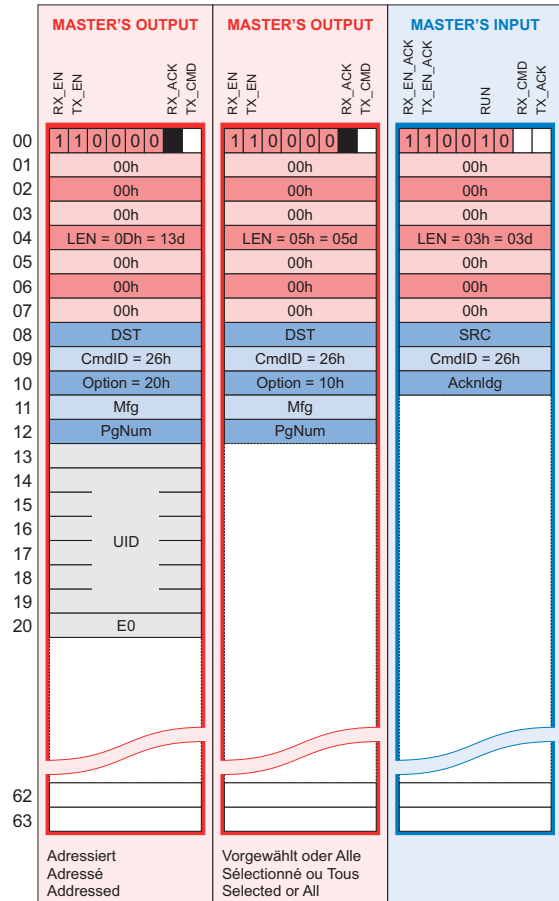 MASTER'S OUTPUT MASTER'S OUTPUT MASTER'S INPUT
RX_EN TX_EN RX_ACK TX_CMD RX_EN TX_EN RX_ACK TX_CMD RX_EN_ACK TX_EN_ACK RUN RX_CMD TX_ACK
00 1 1 0 0 0 0 1 1 0 0 0 0 1 1 0 0 1 0
01 00h 00h 00h
02 00h 00h 00h
03 00h 00h 00h
04 LEN = 0Dh = 13d LEN = 05h = 05d LEN = 03h = 03d
05 00h 00h 00h
06 00h 00h 00h
07 00h 00h 00h
08 DST DST SRC
09 CmdID = 26h CmdID = 26h CmdID = 26h
10 Option = 20h Option = 10h Acknldg
11 Mfg Mfg
12 PgNum PgNum
13
14
15
16
UID
17
18
19
20 E0
62
63
Adressiert Vorgewählt oder Alle
Adressé Sélectionné ou Tous
Addressed Selected or All